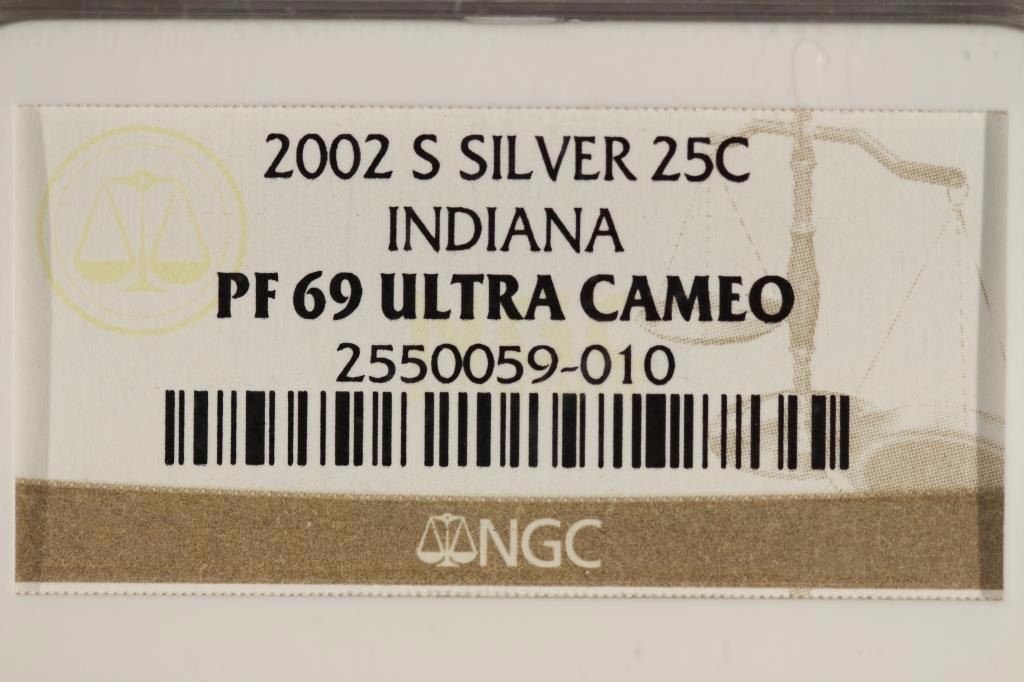 2002 S SILVER 25C
INDIANA
PF 69 ULTRA CAMEO
2550059-010
NGC